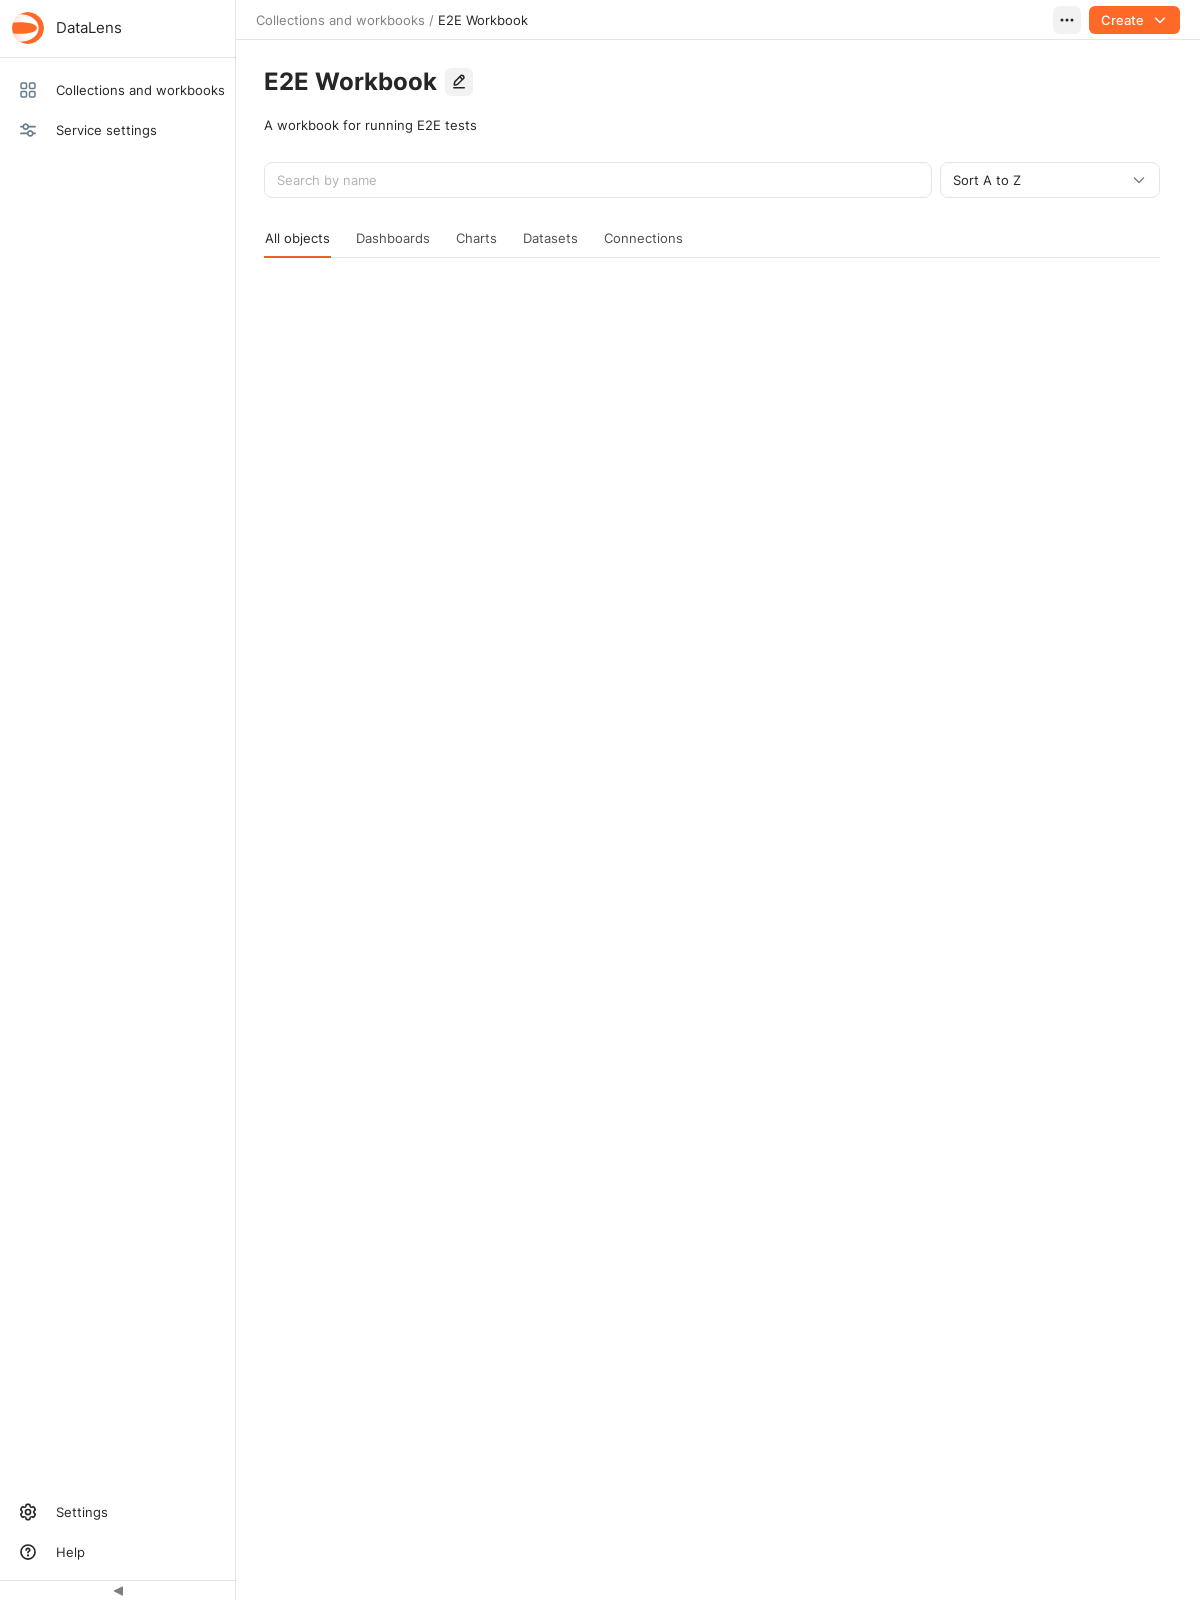 DataLens
Collections and workbooks
Service settings
Collections and workbooks / E2E Workbook
Create
E2E Workbook
A workbook for running E2E tests
Search by name
Sort A to Z
All objects Dashboards Charts Datasets Connections
Settings
Help